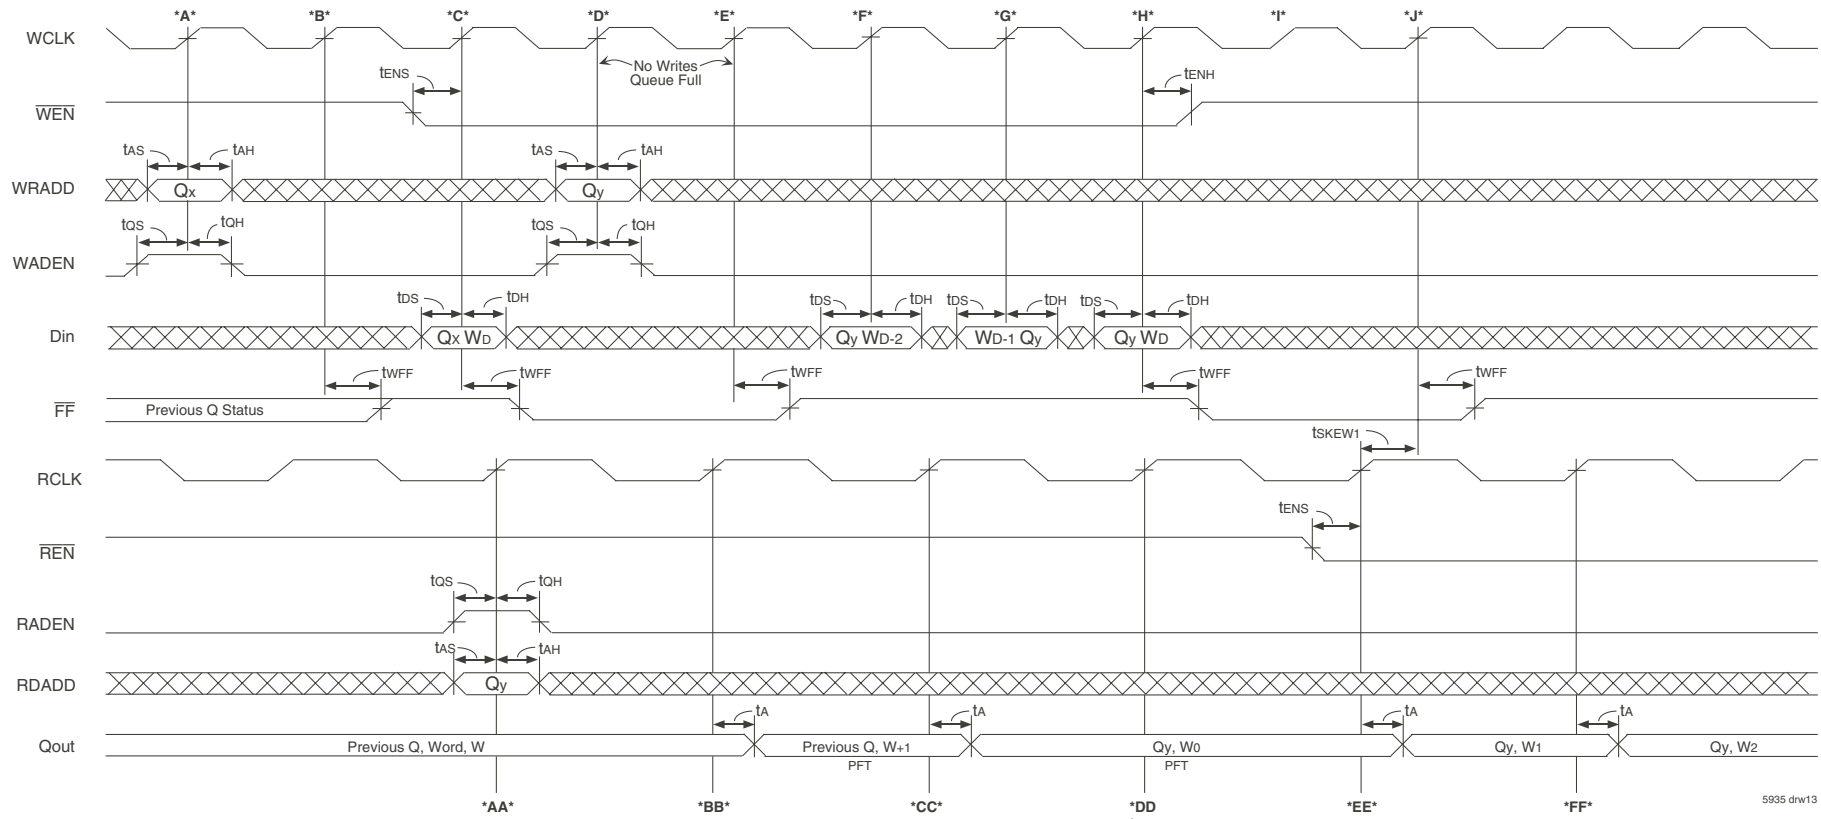 *A* *B* *C* *D* *E* *F* *G* *H* *I* *J*
WCLK
No Writes
Queue Full
tENS tENH
WEN
tAS tAH tAS tAH
WRADD Qx Qy
tQS tQH tQS tQH
WADEN
tDS tDH tDS tDH tDS tDH tDS tDH
Din Qx WD Qy WD-2 WD-1 Qy Qy WD
tWFF tWFF tWFF tWFF tWFF
FF Previous Q Status
tSKEW1
RCLK
tENS
REN
tQS tQH
RADEN
tAS tAH
RDADD Qy
tA tA tA tA
Qout Previous Q, Word, W Previous Q, W+1 Qy, W0 Qy, W1 Qy, W2
PFT PFT
*AA* *BB* *CC* *DD *EE* *FF*
5935 drw13